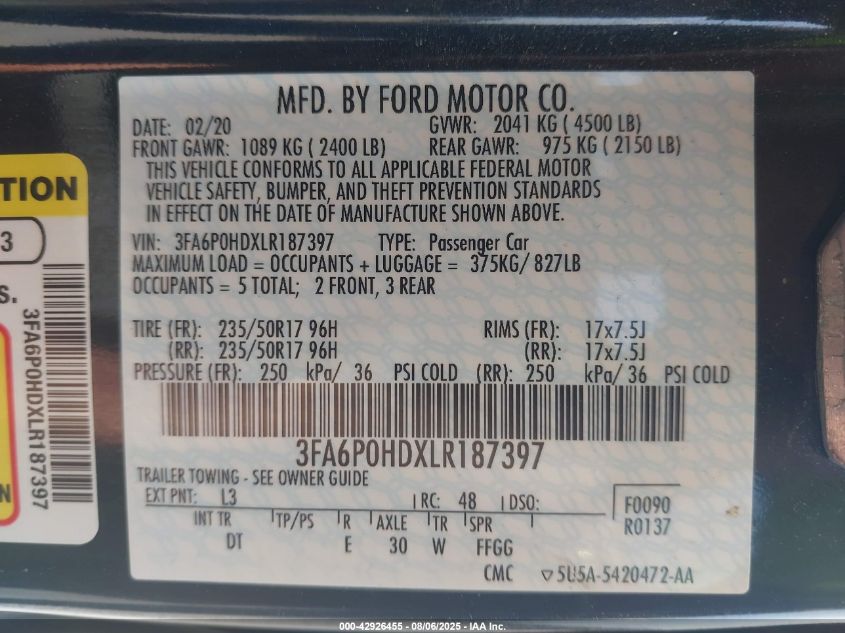 MFD. BY FORD MOTOR CO.
DATE: 02/20 GVWR: 2041 KG ( 4500 LB)
FRONT GAWR: 1089 KG ( 2400 LB) REAR GAWR: 975 KG ( 2150 LB)
THIS VEHICLE CONFORMS TO ALL APPLICABLE FEDERAL MOTOR
VEHICLE SAFETY, BUMPER, AND THEFT PREVENTION STANDARDS
IN EFFECT ON THE DATE OF MANUFACTURE SHOWN ABOVE.
VIN: 3FA6P0HDXLR187397 TYPE: Passenger Car
MAXIMUM LOAD = OCCUPANTS + LUGGAGE = 375KG/ 827LB
OCCUPANTS = 5 TOTAL; 2 FRONT, 3 REAR
TIRE (FR): 235/50R17 96H RIMS (FR): 17x7.5J
(RR): 235/50R17 96H (RR): 17x7.5J
PRESSURE (FR): 250 kPa/ 36 PSI COLD (RR): 250 kPa/ 36 PSI COLD
3FA6P0HDXLR187397
TRAILER TOWING - SEE OWNER GUIDE
EXT PNT: L3 RC: 48 DSO: F0090
R0137
INT TR TP/PS R AXLE TR SPR
DT E 30 W FFGG
CMC ▽5U5A-5420472-AA
TION
3
S.
3FA6P0HDXLR187397
N
000-42926455 - 08/06/2025 - IAA Inc.